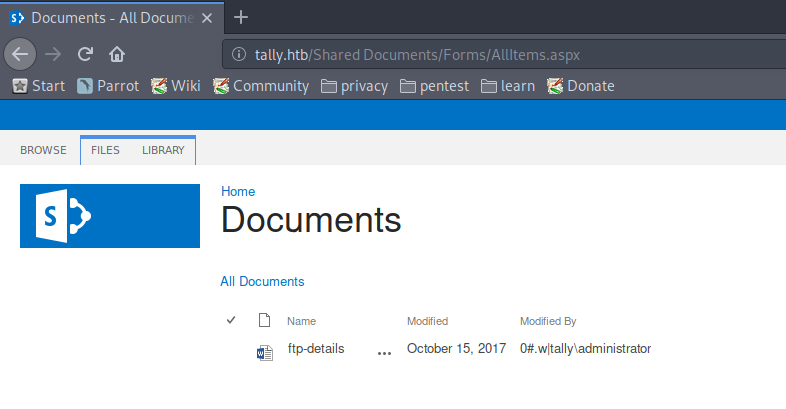 Documents - All Docume
tally.htb/Shared Documents/Forms/AllItems.aspx
Start Parrot Wiki Community privacy pentest learn Donate
BROWSE FILES LIBRARY
S
Home
Documents
All Documents
Name Modified Modified By
ftp-details ... October 15, 2017 0#.w|tally\administrator